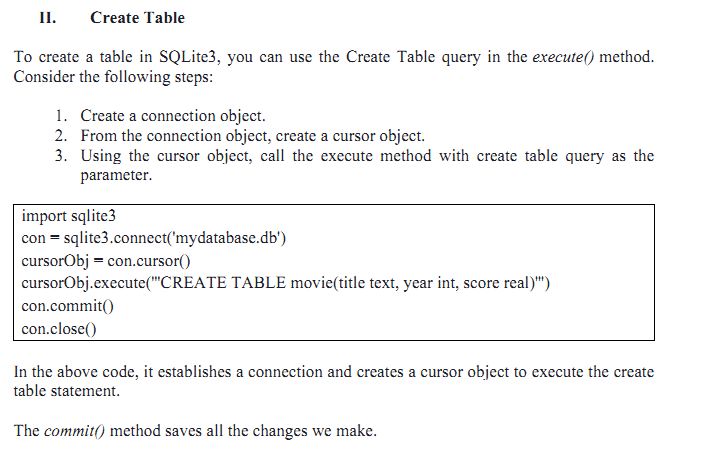 II. Create Table
To create a table in SQLite3, you can use the Create Table query in the execute() method.
Consider the following steps:
1. Create a connection object.
2. From the connection object, create a cursor object.
3. Using the cursor object, call the execute method with create table query as the
parameter.
import sqlite3
con = sqlite3.connect('mydatabase.db')
cursorObj = con.cursor()
cursorObj.execute('''CREATE TABLE movie(title text, year int, score real)''')
con.commit()
con.close()
In the above code, it establishes a connection and creates a cursor object to execute the create
table statement.
The commit() method saves all the changes we make.